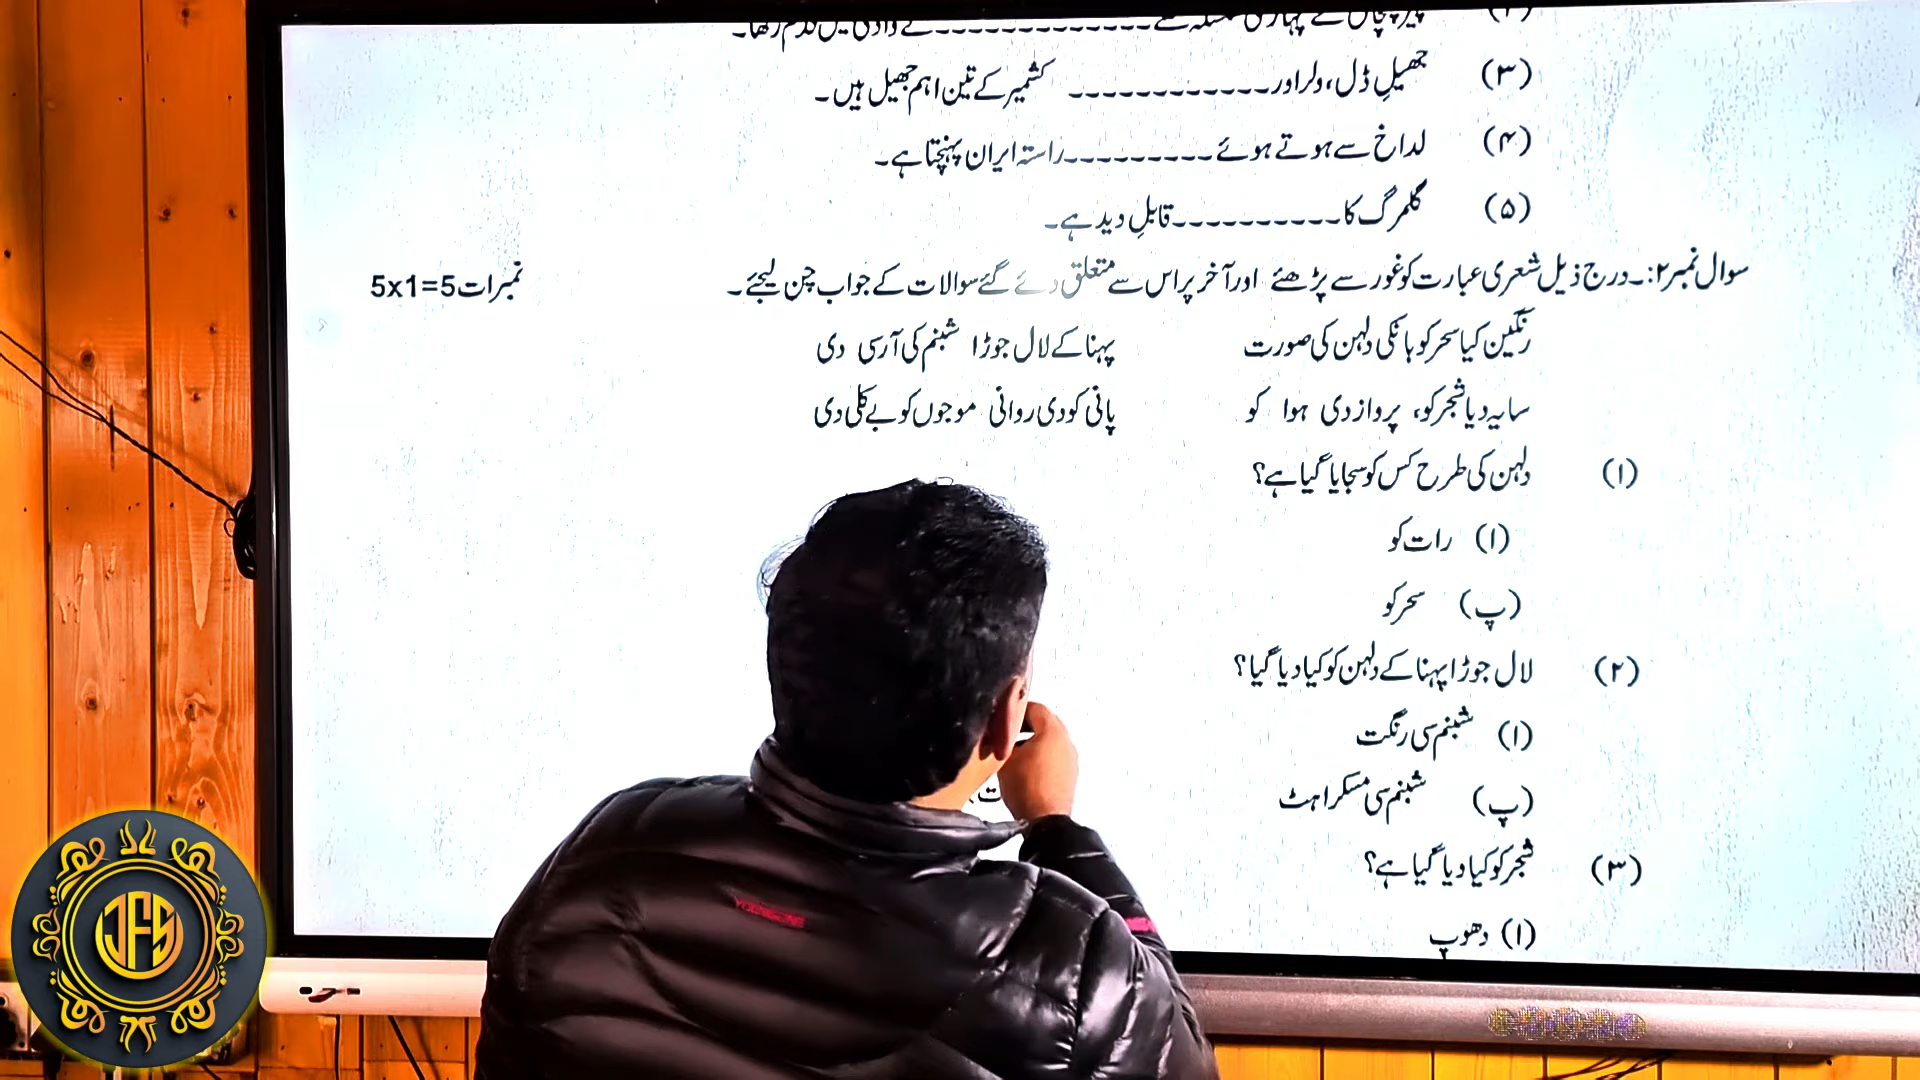 (۳) جھیلِ ڈل، ولر اور ------------ کشمیر کے تین اہم جھیل ہیں۔
(۴) لداخ سے ہوتے ہوئے ---------راستہ ایران پہنچتا ہے۔
(۵) گلمرگ کا ----------قابلِ دید ہے۔
سوال نمبر۲:۔درج ذیل شعری عبارت کو غور سے پڑھئے اور آخر پر اس سے متعلق دئے گئے سوالات کے جواب چن لیجئے۔ نمبرات5=5x1
رنگین کیا سحر کو بانکی دلہن کی صورت پہنا کے لال جوڑا شبنم کی آرسی دی
سایہ دیا شجر کو، پرواز دی ہوا کو پانی کو دی روانی موجوں کو بے کلی دی
(۱) دلہن کی طرح کس کو سجایا گیا ہے؟
(ا) رات کو
(پ) سحر کو
(۲) لال جوڑا پہنا کے دلہن کو کیا دیا گیا؟
(ا) شبنم سی رنگت
(پ) شبنم سی مسکراہٹ
(۳) شجر کو کیا دیا گیا ہے؟
(ا) دھوپ
JFS